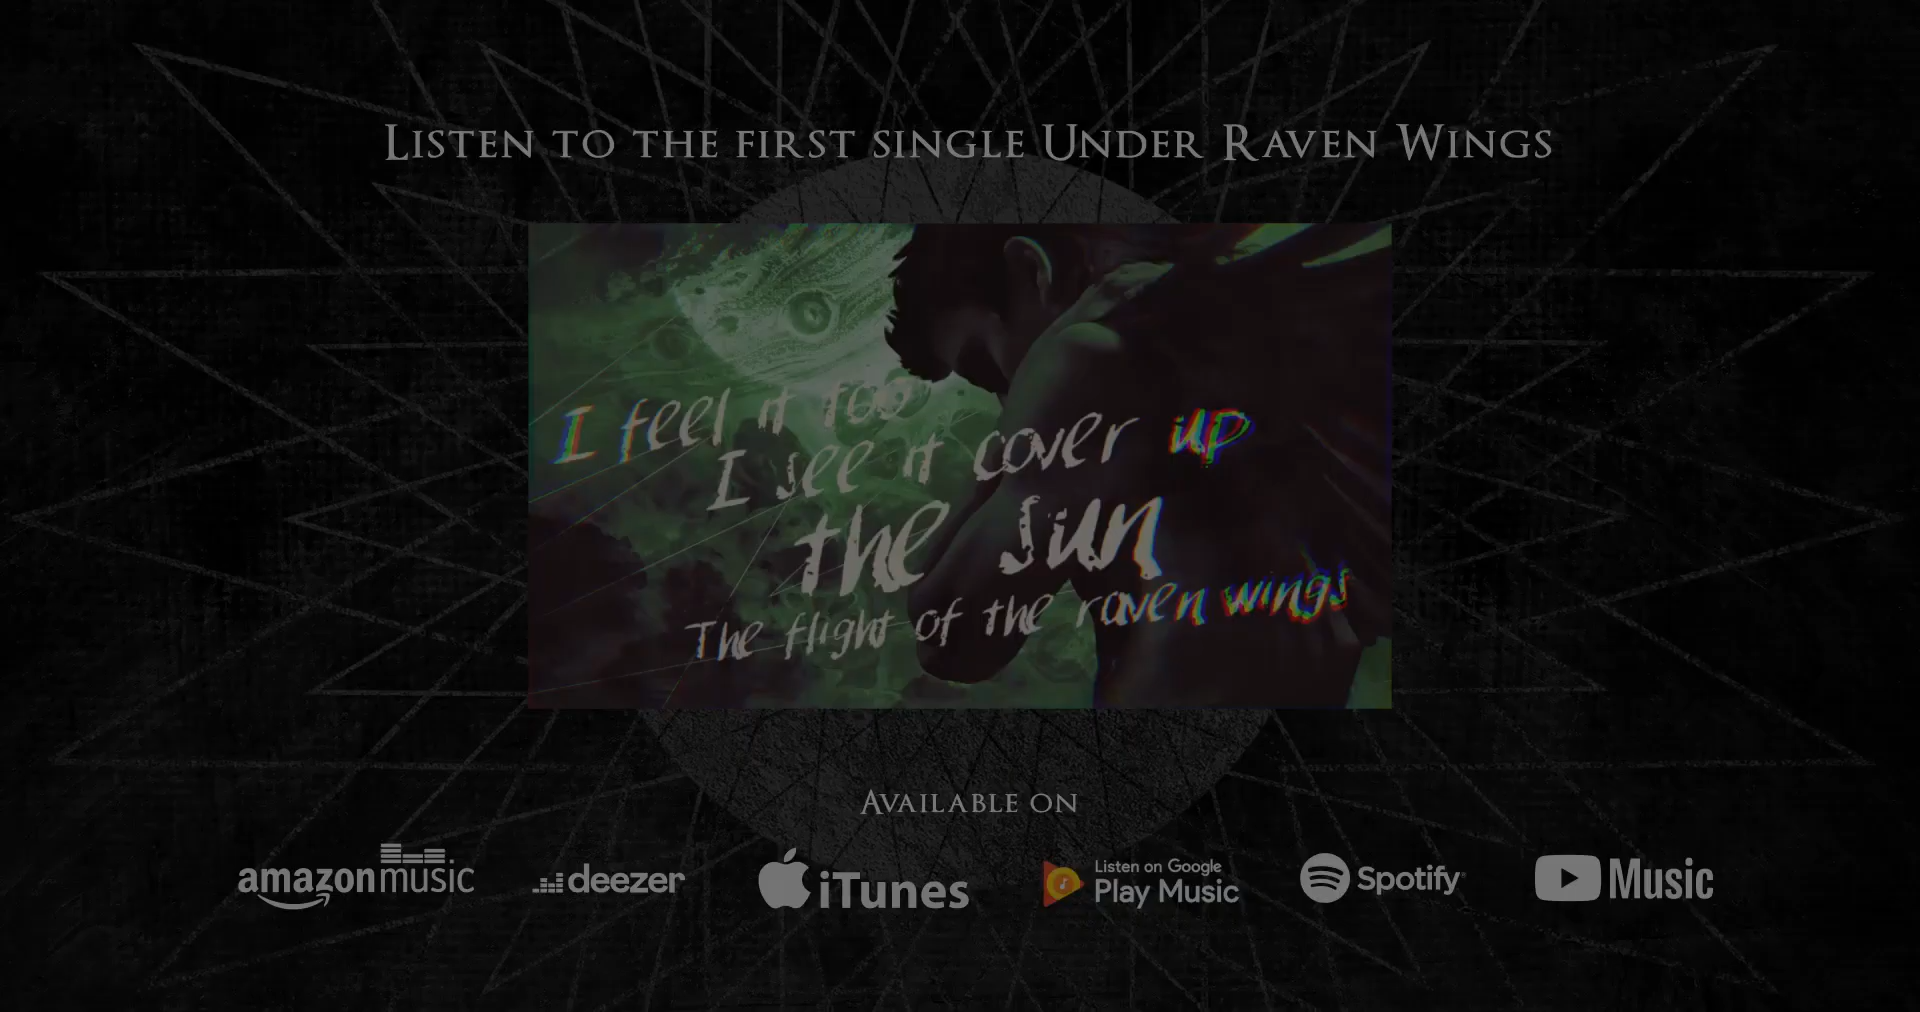 Listen to the first single Under Raven Wings
I feel it too
I see it cover up
the sun
The flight of the raven wings
Available on
amazon music
deezer
iTunes
Listen on Google
Play Music
Spotify
Music